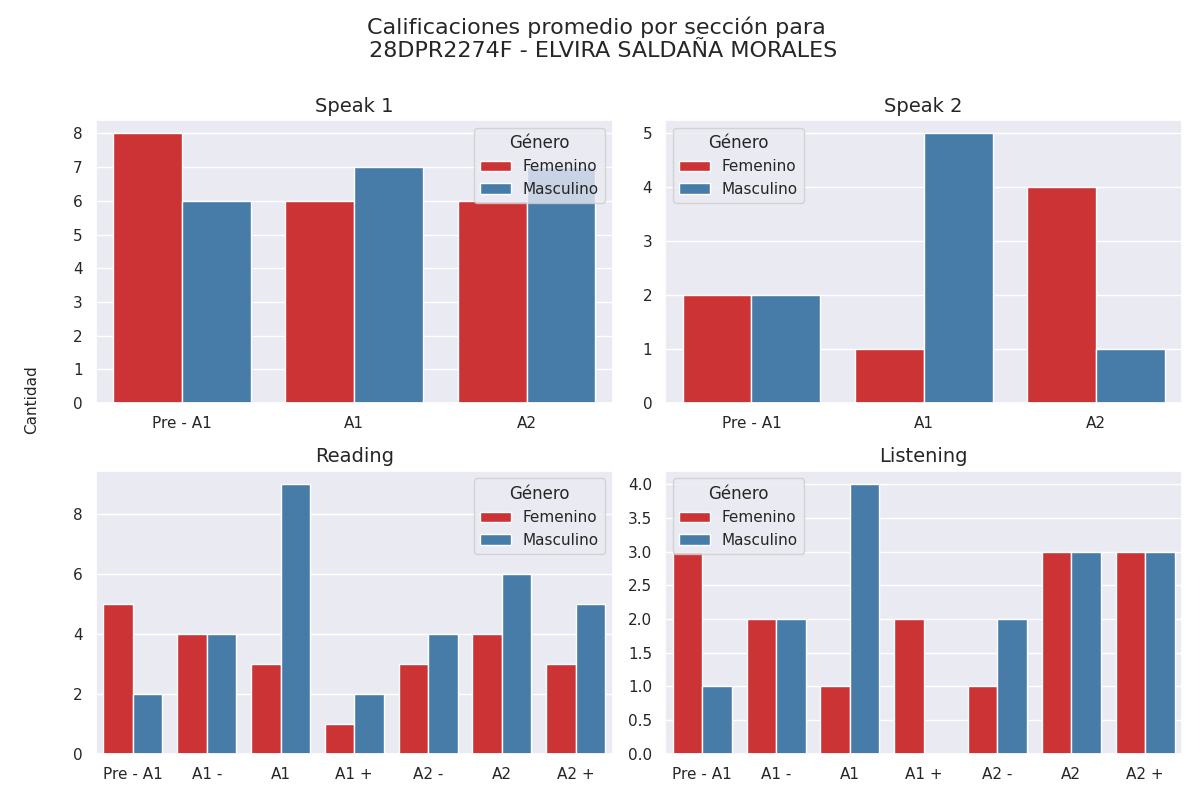 Calificaciones promedio por sección para
28DPR2274F - ELVIRA SALDAÑA MORALES
Cantidad
Speak 1
8
7
6
5
4
3
2
1
0
Género
Femenino
Masculino
Pre - A1
A1
A2
Speak 2
5
4
3
2
1
0
Género
Femenino
Masculino
Pre - A1
A1
A2
Reading
8
6
4
2
0
Género
Femenino
Masculino
Pre - A1
A1 -
A1
A1 +
A2 -
A2
A2 +
Listening
4.0
3.5
3.0
2.5
2.0
1.5
1.0
0.5
0.0
Género
Femenino
Masculino
Pre - A1
A1 -
A1
A1 +
A2 -
A2
A2 +